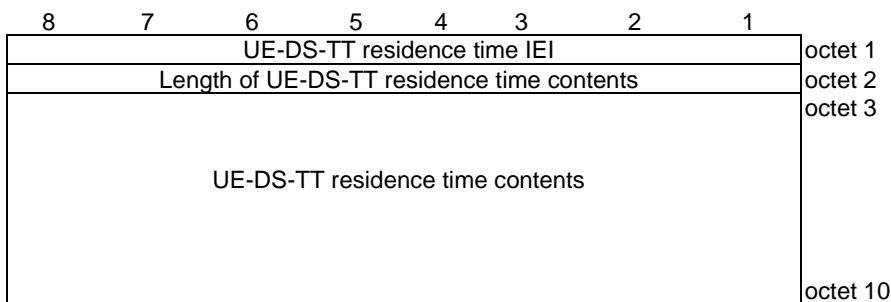 8 7 6 5 4 3 2 1
UE-DS-TT residence time IEI octet 1
Length of UE-DS-TT residence time contents octet 2
octet 3
UE-DS-TT residence time contents
octet 10